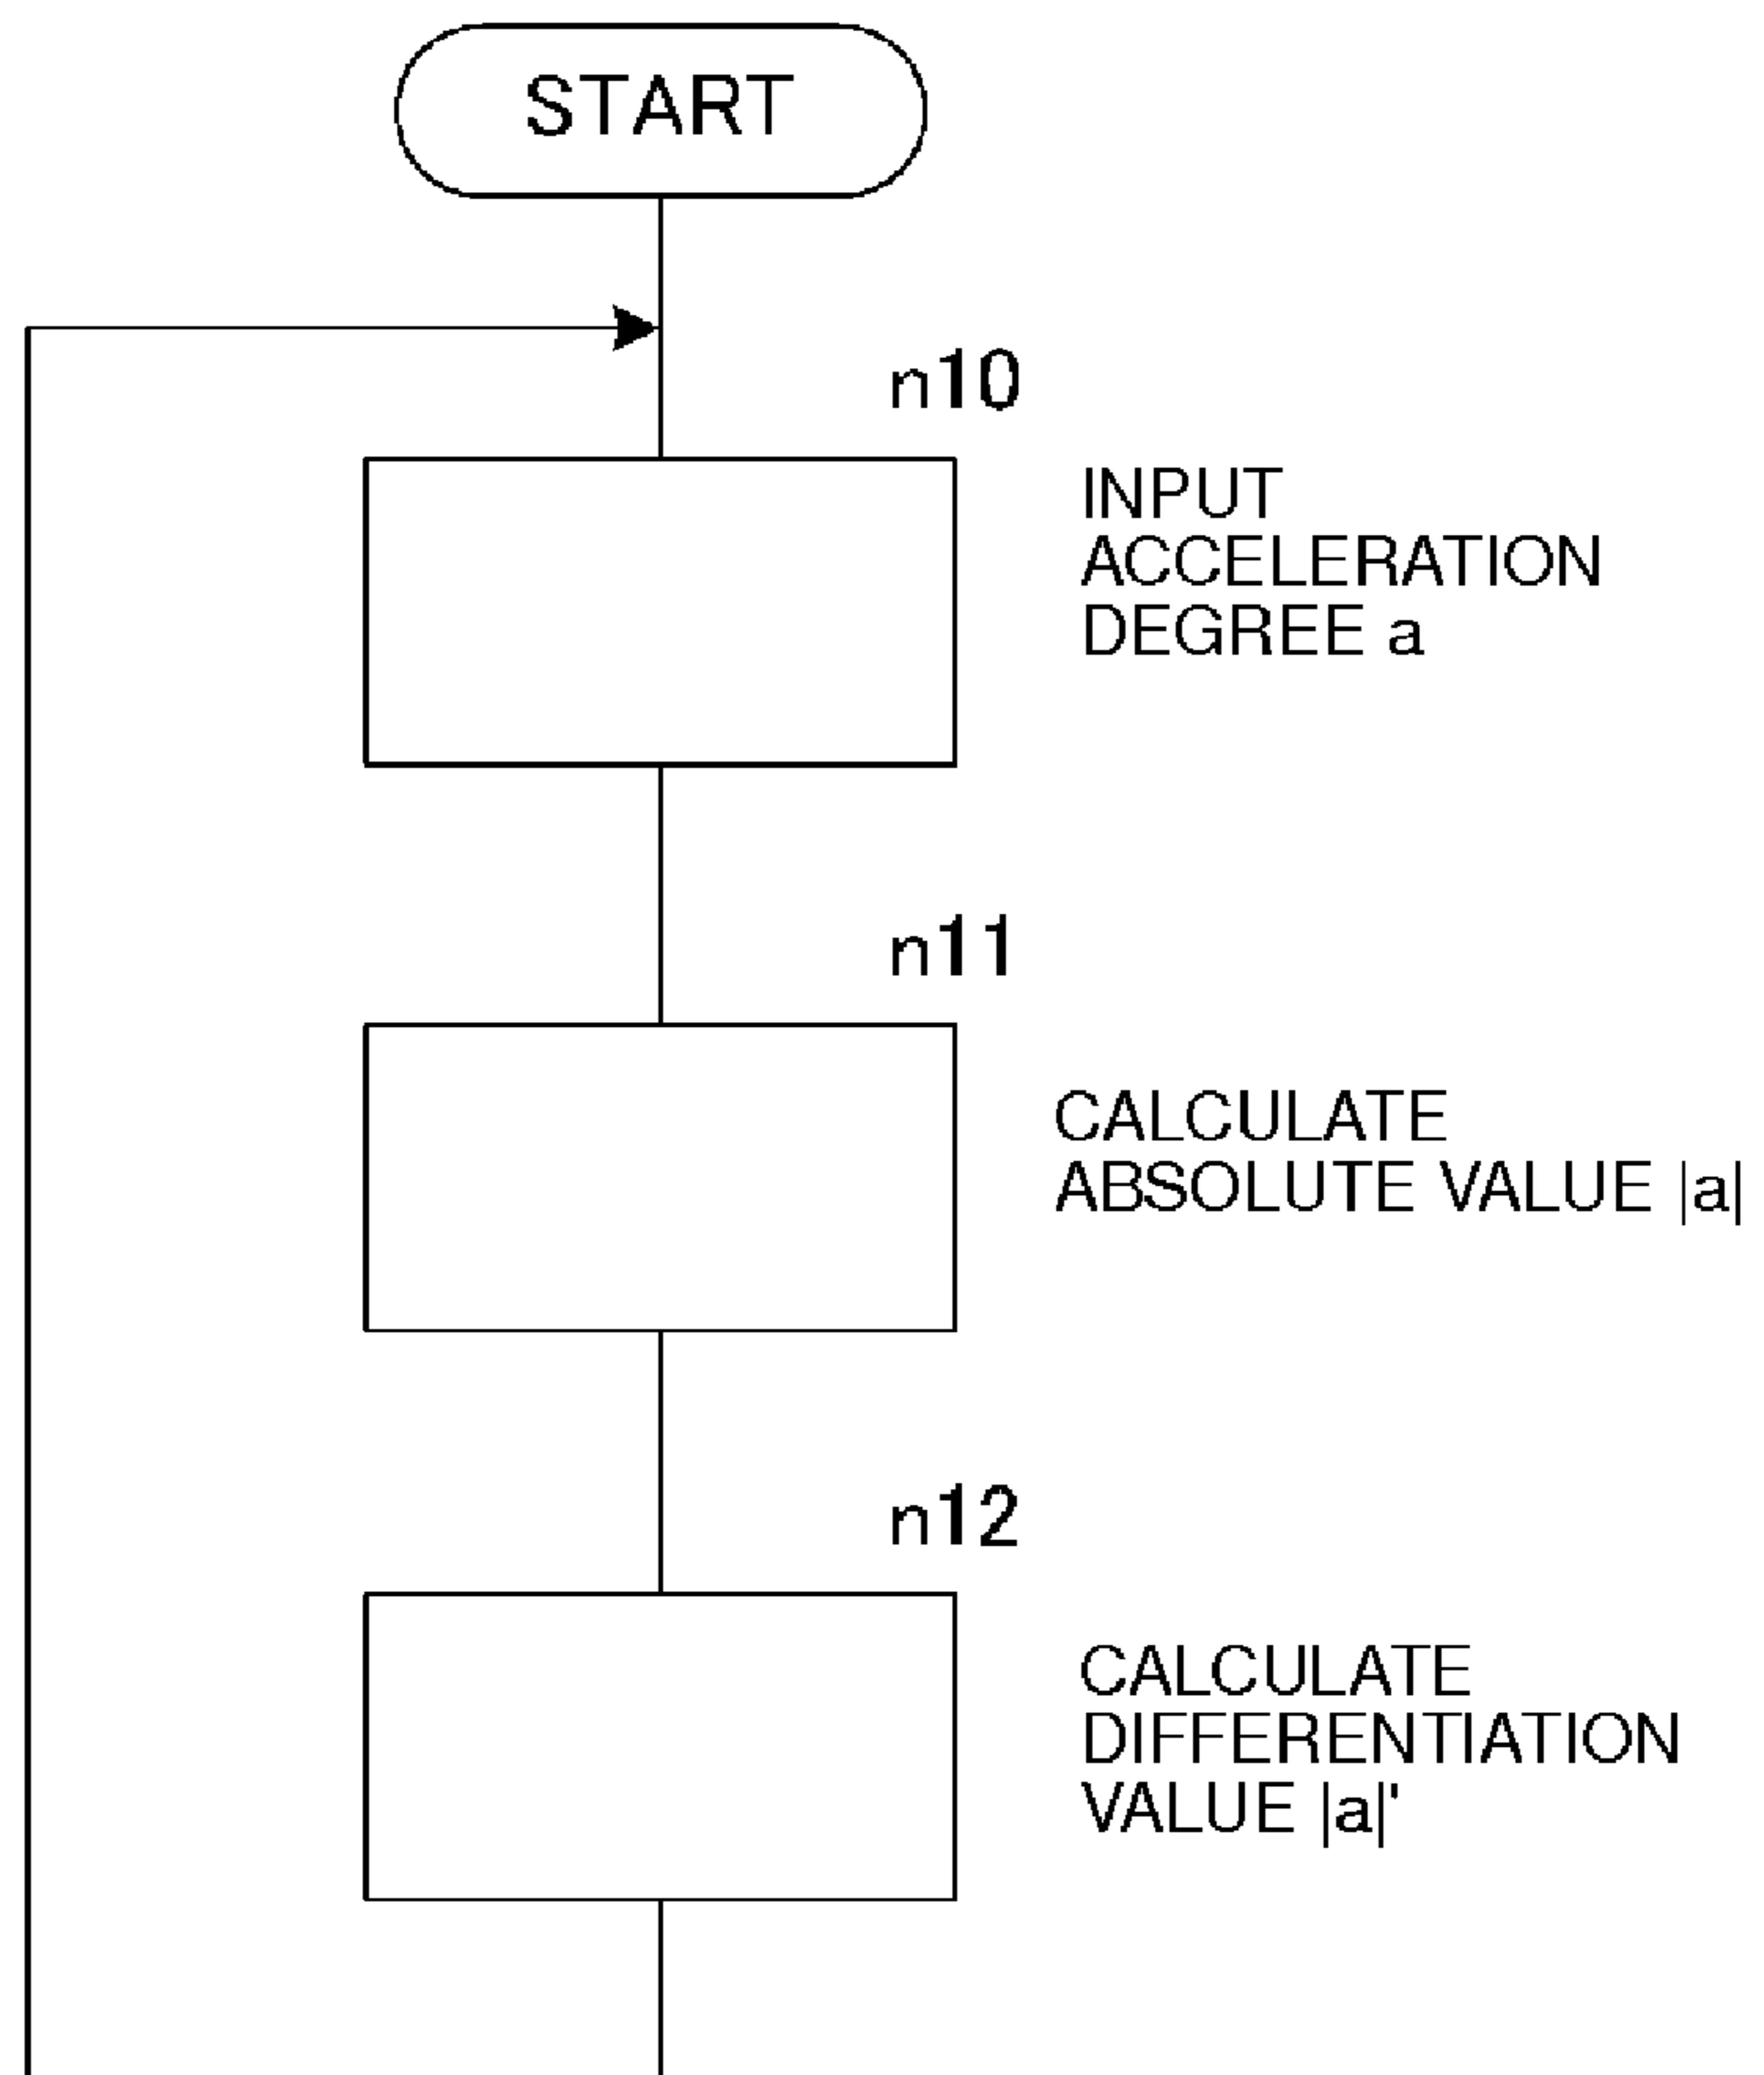 START
n10
INPUT
ACCELERATION
DEGREE a
n11
CALCULATE
ABSOLUTE VALUE |a|
n12
CALCULATE
DIFFERENTIATION
VALUE |a|'